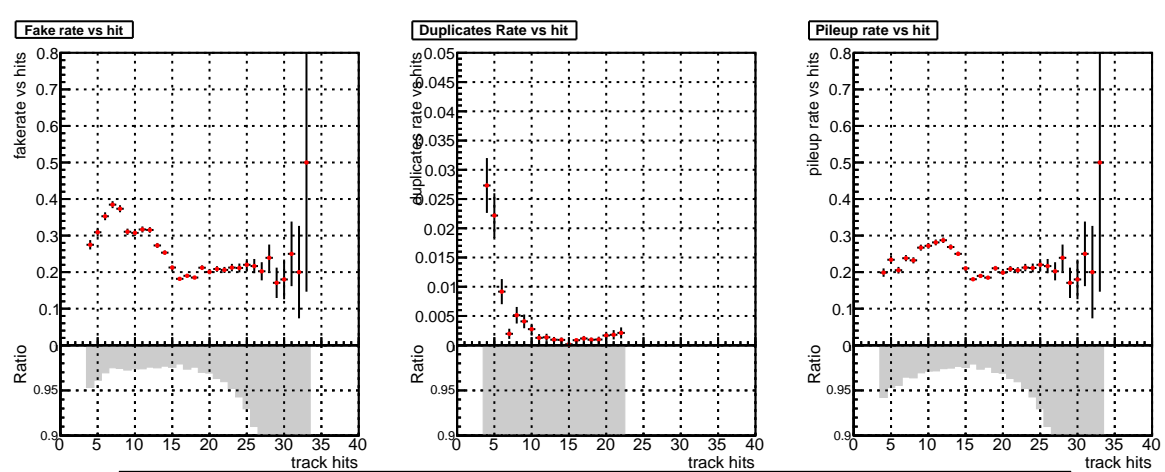 Fake rate vs hit
fakerate vs hits
0.8
0.7
0.6
0.5
0.4
0.3
0.2
0.1
0
Ratio
0.95
0.9
0 5 10 15 20 25 30 35 40
track hits
Duplicates Rate vs hit
duplicates rate vs hits
0.05
0.045
0.04
0.035
0.03
0.025
0.02
0.015
0.01
0.005
0
Ratio
0.95
0.9
0 5 10 15 20 25 30 35 40
track hits
Pileup rate vs hit
pileup rate vs hits
0.8
0.7
0.6
0.5
0.4
0.3
0.2
0.1
0
Ratio
0.95
0.9
0 5 10 15 20 25 30 35 40
track hits